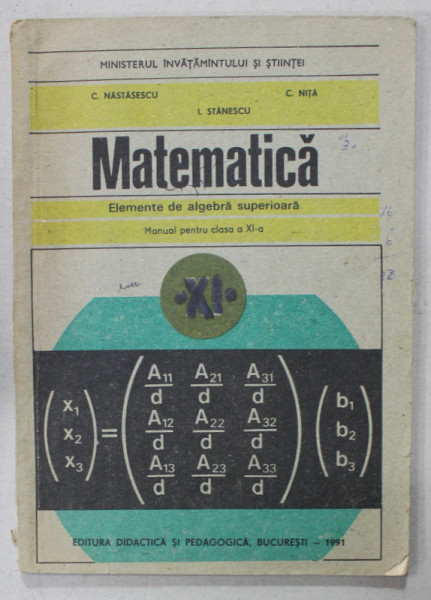 MINISTERUL ÎNVĂȚĂMÎNTULUI ȘI ȘTIINȚEI
C. NĂSTĂSESCU C. NIȚĂ
I. STĂNESCU
Matematică
Elemente de algebră superioară
Manual pentru clasa a XI-a
·XI·
A11/d A21/d A31/d
x1 b1
x2 = A12/d A22/d A32/d b2
x3 b3
A13/d A23/d A33/d
EDITURA DIDACTICĂ ȘI PEDAGOGICĂ, BUCUREȘTI – 1991